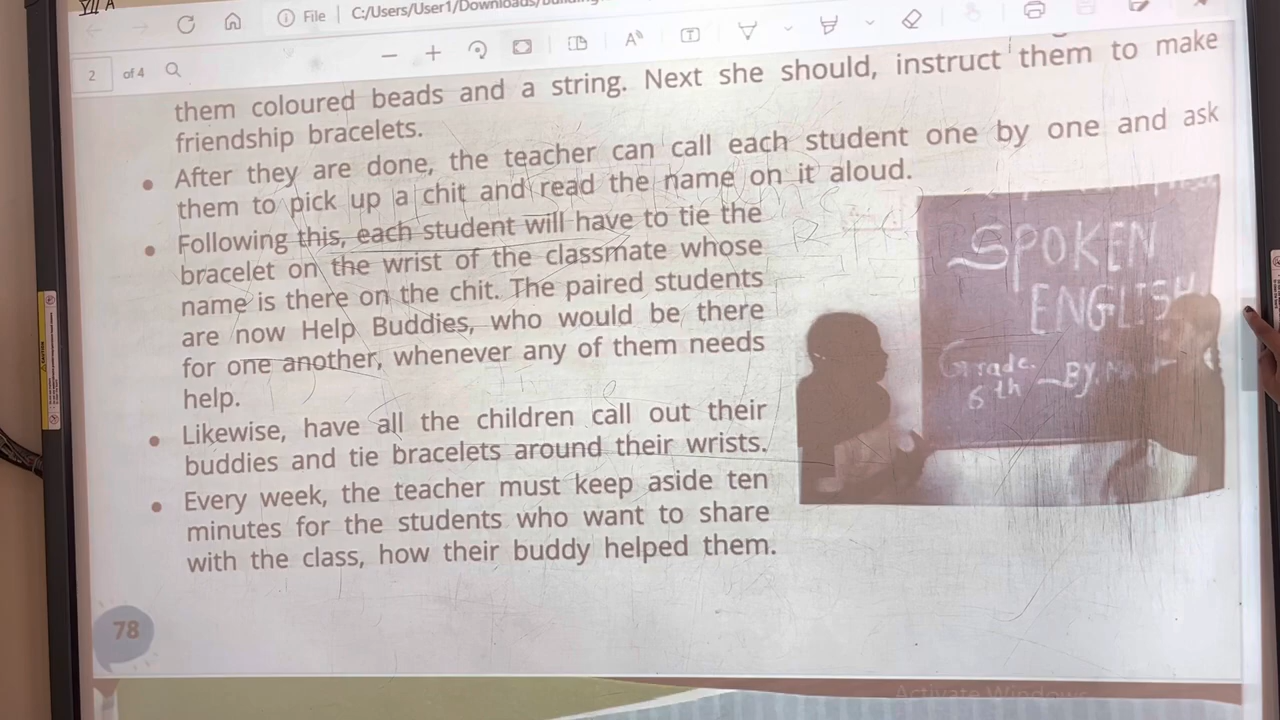 VII A
File | C:/Users/User1/Downloads/Building
2 of 4
them coloured beads and a string. Next she should, instruct them to make
friendship bracelets.
• After they are done, the teacher can call each student one by one and ask
them to pick up a chit and read the name on it aloud.
• Following this, each student will have to tie the
bracelet on the wrist of the classmate whose
name is there on the chit. The paired students
are now Help Buddies, who would be there
for one another, whenever any of them needs
help.
• Likewise, have all the children call out their
buddies and tie bracelets around their wrists.
• Every week, the teacher must keep aside ten
minutes for the students who want to share
with the class, how their buddy helped them.
SPOKEN
ENGLISH
Grade.
6th
By.
78
Activate Windows